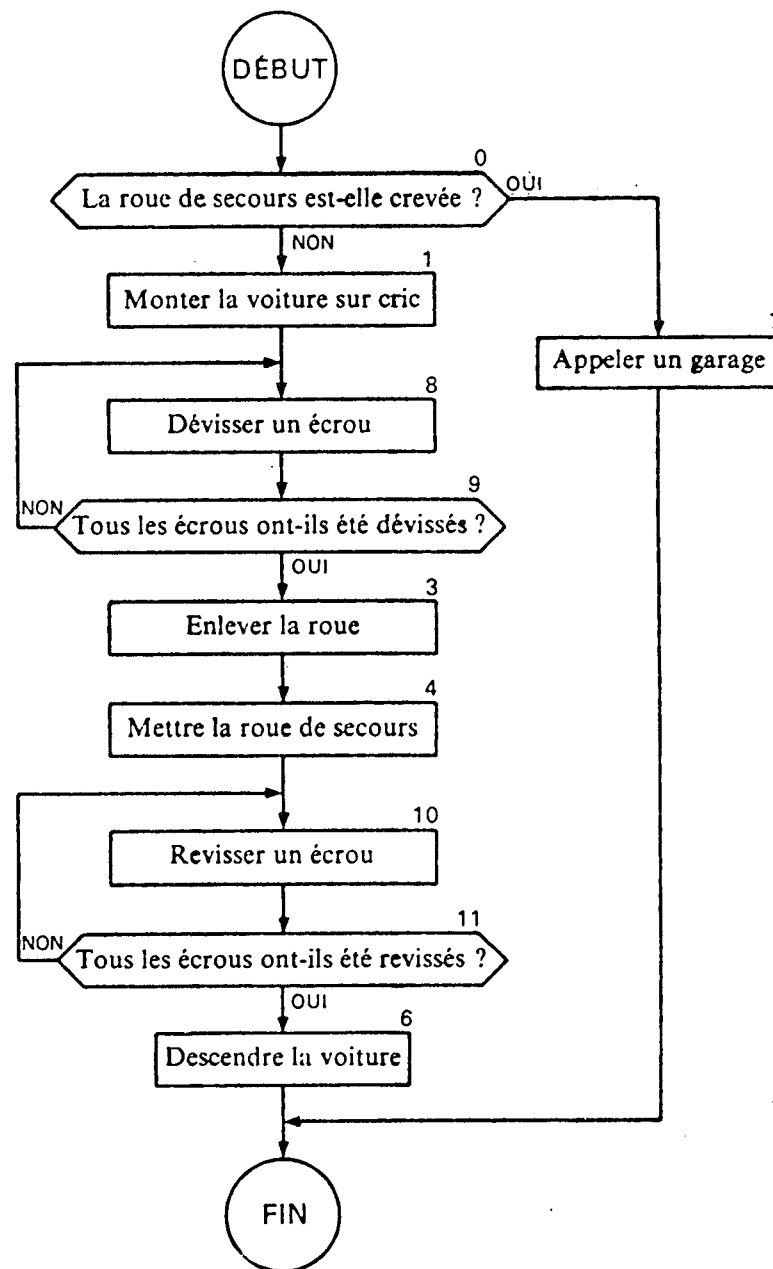 DÉBUT
0
La roue de secours est-elle crevée ?
OUI
NON
1
Monter la voiture sur cric
Appeler un garage
8
Dévisser un écrou
9
NON
Tous les écrous ont-ils été dévissés ?
OUI
3
Enlever la roue
4
Mettre la roue de secours
10
Revisser un écrou
11
NON
Tous les écrous ont-ils été revissés ?
OUI
6
Descendre la voiture
FIN